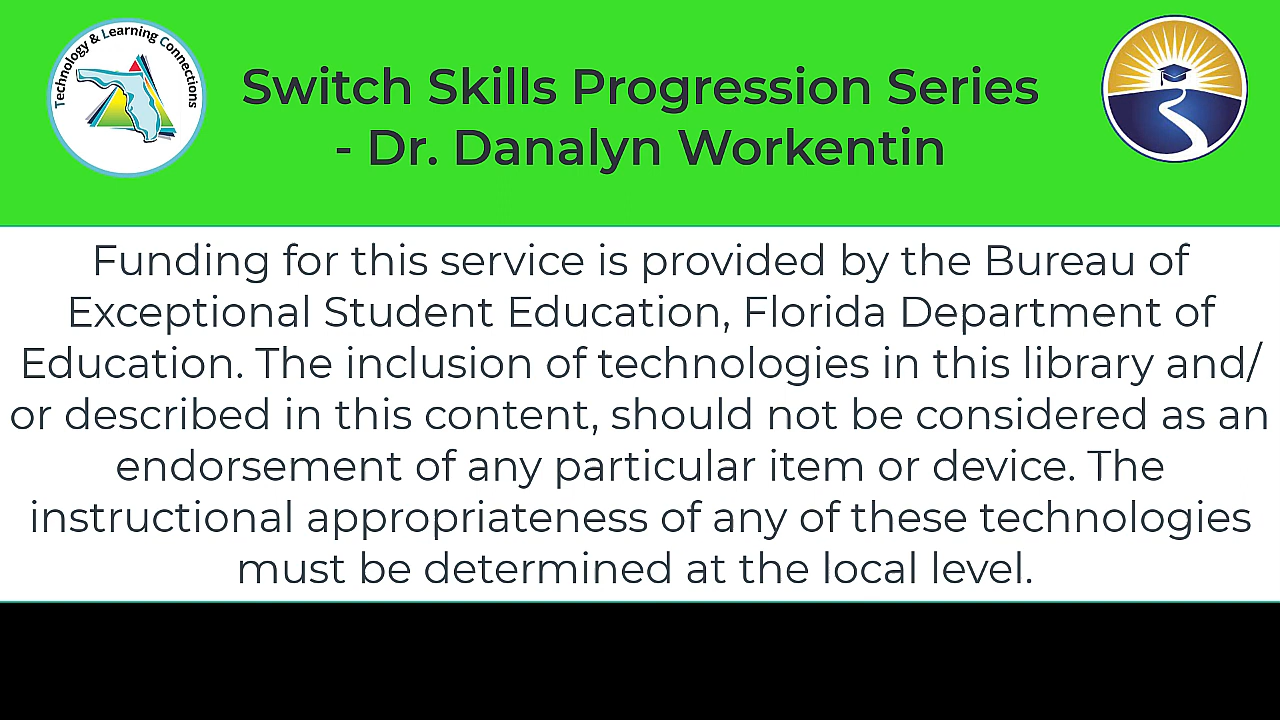 Technology & Learning Connections
Switch Skills Progression Series
- Dr. Danalyn Workentin
Funding for this service is provided by the Bureau of
Exceptional Student Education, Florida Department of
Education. The inclusion of technologies in this library and/
or described in this content, should not be considered as an
endorsement of any particular item or device. The
instructional appropriateness of any of these technologies
must be determined at the local level.